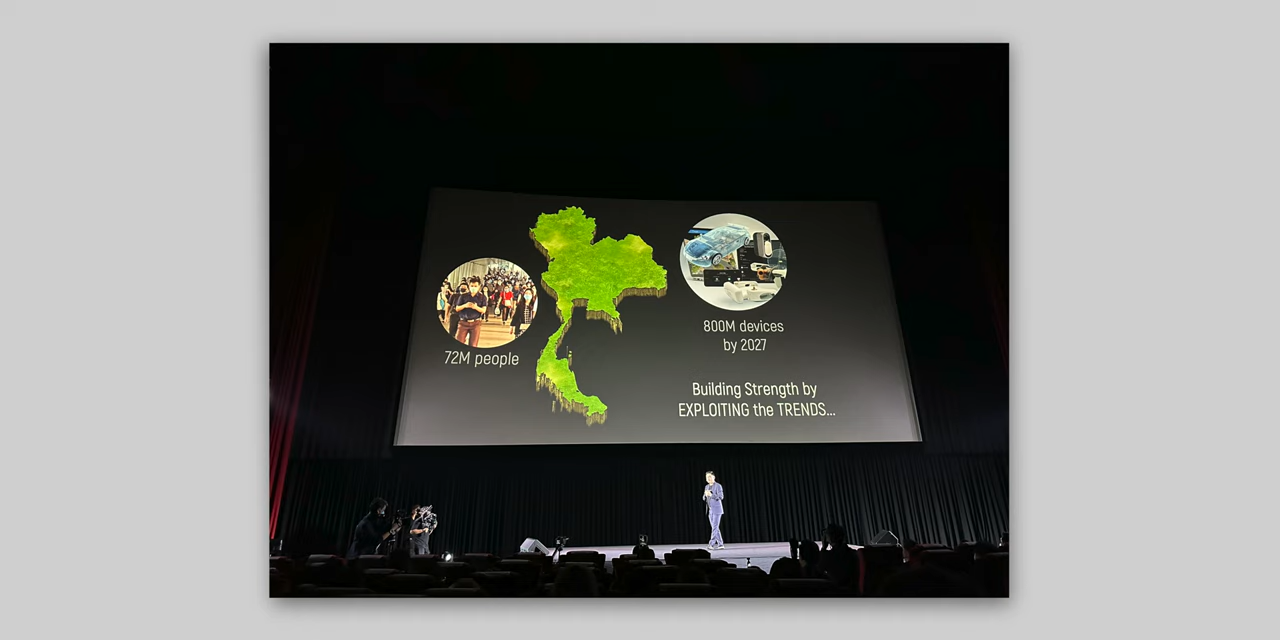 72M people
800M devices
by 2027
Building Strength by
EXPLOITING the TRENDS...